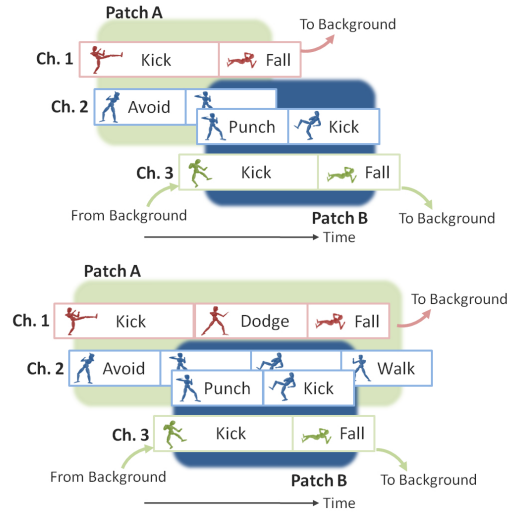 Patch A
To Background
Ch. 1 Kick Fall
Ch. 2 Avoid
Punch Kick
Ch. 3 Kick Fall
From Background
Patch B
To Background
Time
Patch A
To Background
Ch. 1 Kick Dodge Fall
Ch. 2 Avoid Walk
Punch Kick
Ch. 3 Kick Fall
From Background
Patch B
To Background
Time